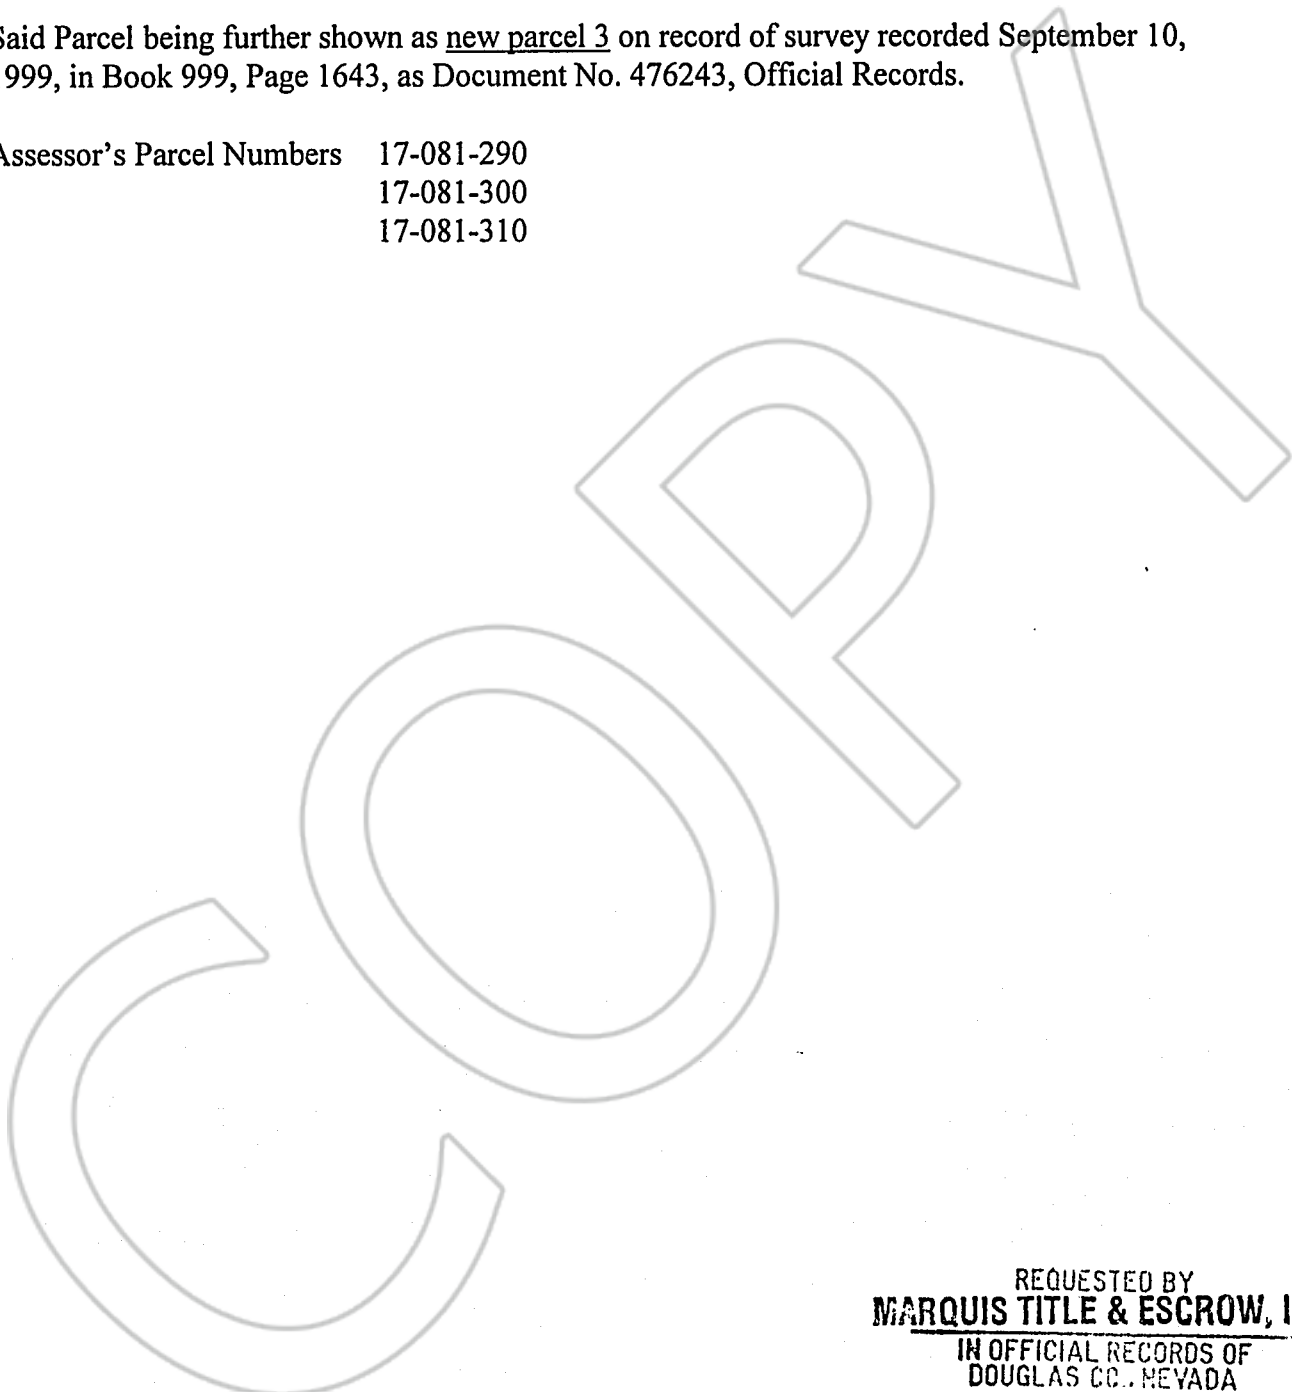 Said Parcel being further shown as new parcel 3 on record of survey recorded September 10,
1999, in Book 999, Page 1643, as Document No. 476243, Official Records.
Assessor's Parcel Numbers 17-081-290
17-081-300
17-081-310
COPY
REQUESTED BY
MARQUIS TITLE & ESCROW, I
IN OFFICIAL RECORDS OF
DOUGLAS CO., NEVADA